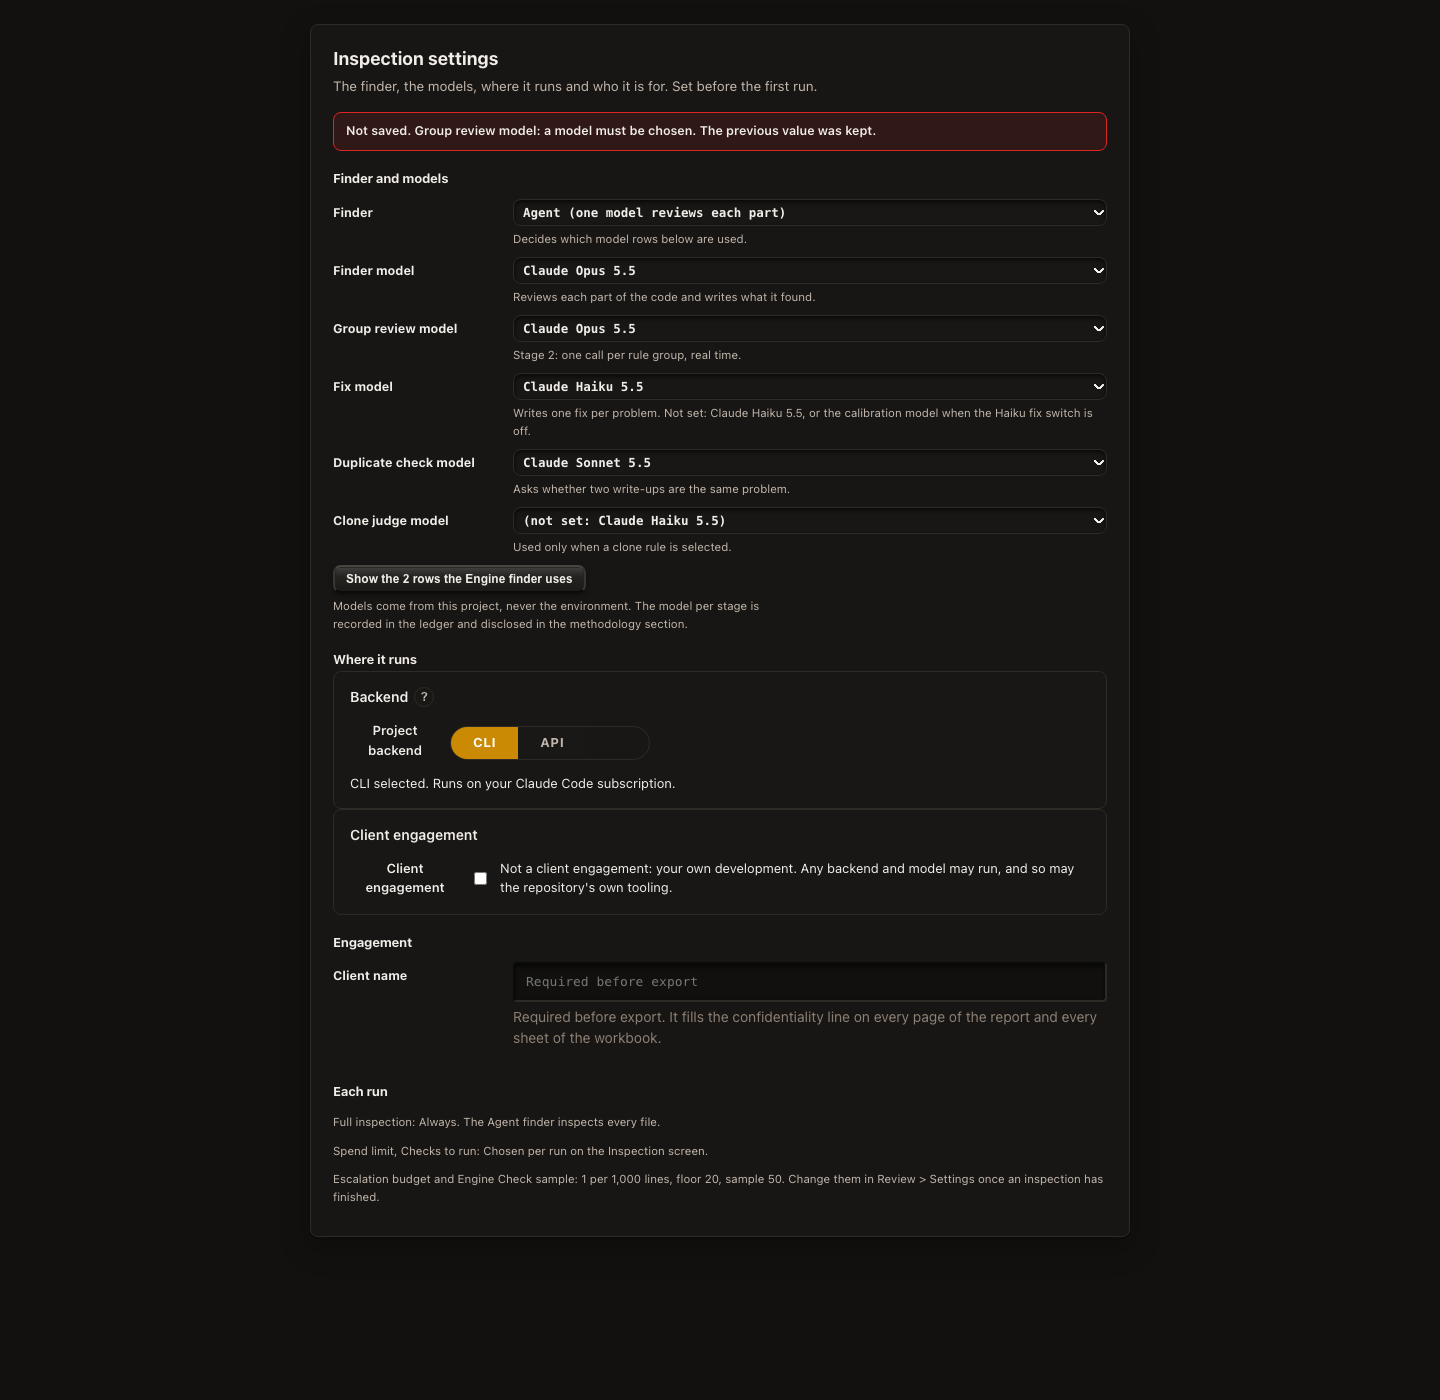 Inspection settings
The finder, the models, where it runs and who it is for. Set before the first run.
Not saved. Group review model: a model must be chosen. The previous value was kept.
Finder and models
Finder
Agent (one model reviews each part)
Decides which model rows below are used.
Finder model
Claude Opus 5.5
Reviews each part of the code and writes what it found.
Group review model
Claude Opus 5.5
Stage 2: one call per rule group, real time.
Fix model
Claude Haiku 5.5
Writes one fix per problem. Not set: Claude Haiku 5.5, or the calibration model when the Haiku fix switch is
off.
Duplicate check model
Claude Sonnet 5.5
Asks whether two write-ups are the same problem.
Clone judge model
(not set: Claude Haiku 5.5)
Used only when a clone rule is selected.
Show the 2 rows the Engine finder uses
Models come from this project, never the environment. The model per stage is
recorded in the ledger and disclosed in the methodology section.
Where it runs
Backend ?
Project
backend
CLI API
CLI selected. Runs on your Claude Code subscription.
Client engagement
Client
engagement
Not a client engagement: your own development. Any backend and model may run, and so may
the repository's own tooling.
Engagement
Client name
Required before export
Required before export. It fills the confidentiality line on every page of the report and every
sheet of the workbook.
Each run
Full inspection: Always. The Agent finder inspects every file.
Spend limit, Checks to run: Chosen per run on the Inspection screen.
Escalation budget and Engine Check sample: 1 per 1,000 lines, floor 20, sample 50. Change them in Review > Settings once an inspection has
finished.